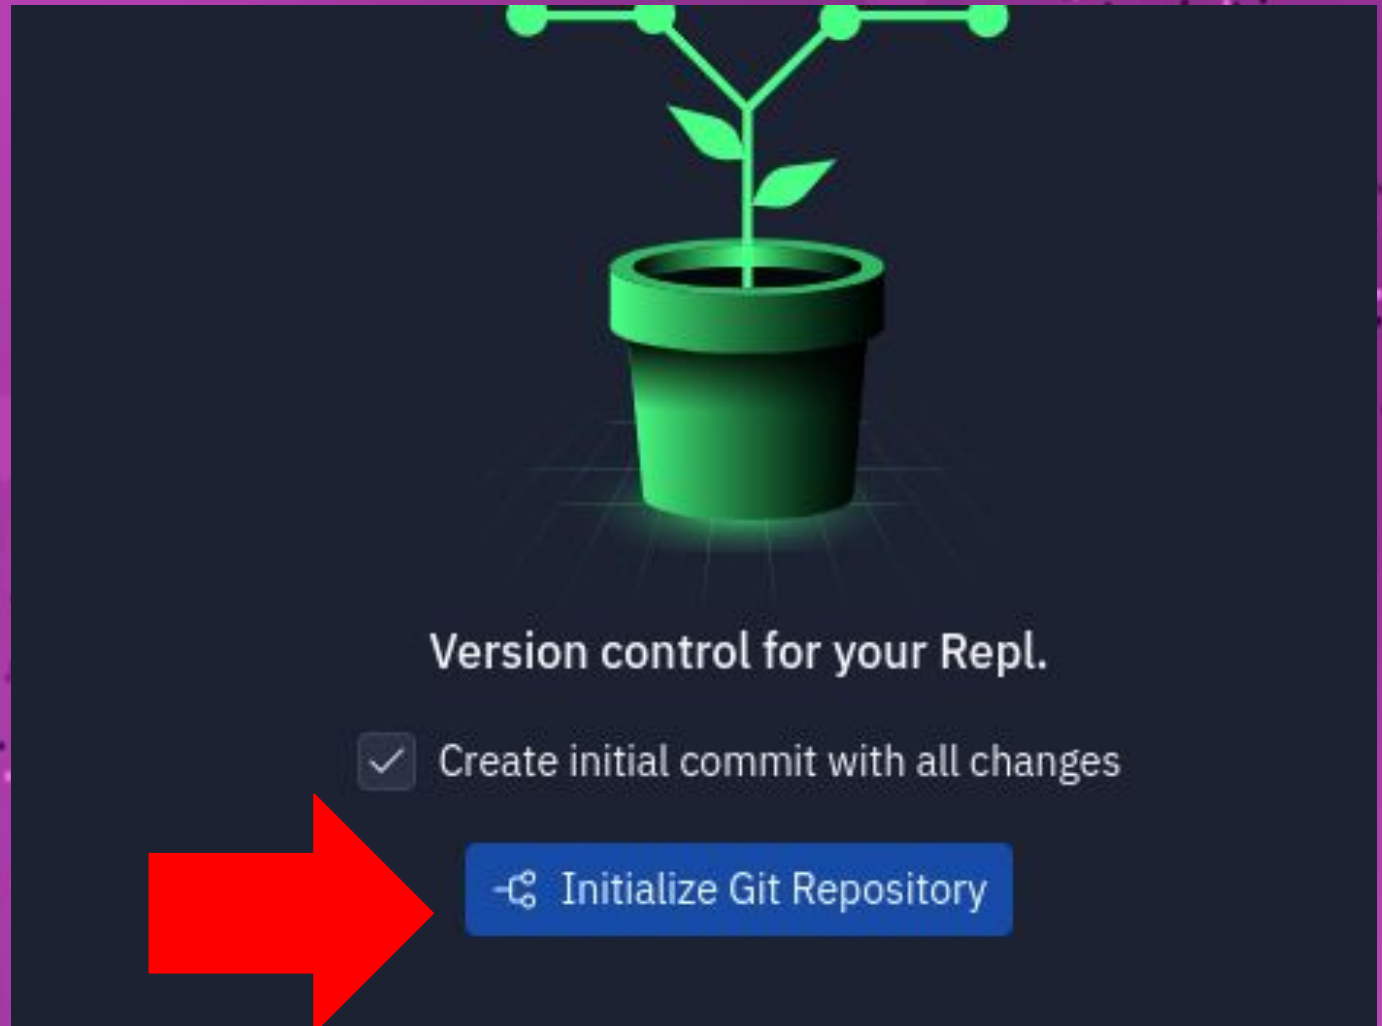 Version control for your Repl.
Create initial commit with all changes
Initialize Git Repository